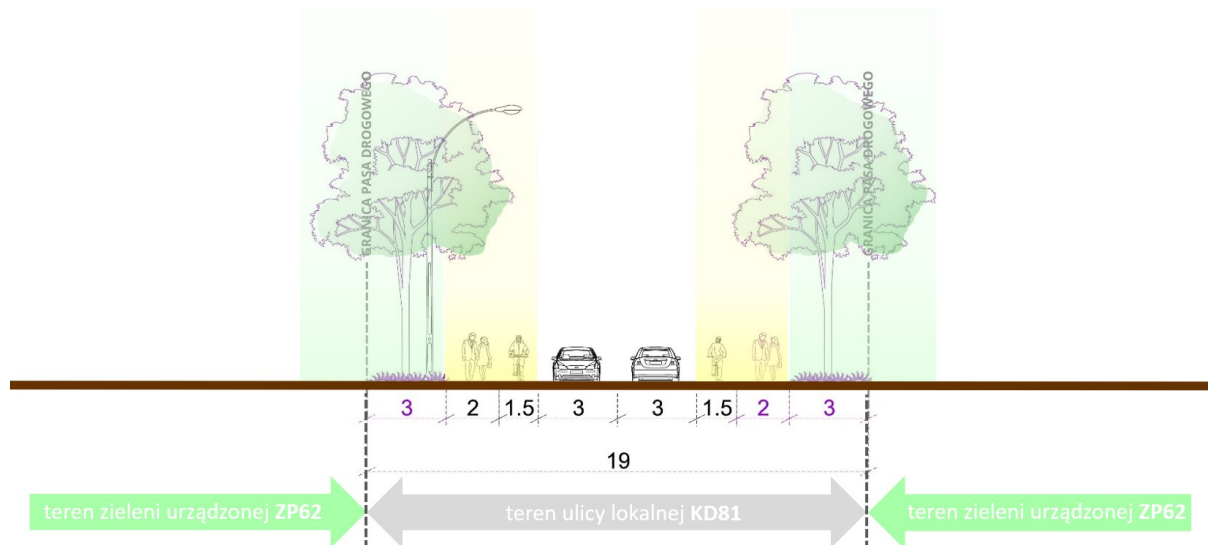 GRANICA PASA DROGOWEGO
GRANICA PASA DROGOWEGO
3 2 1.5 3 3 1.5 2 3
19
teren zieleni urządzonej ZP62
teren ulicy lokalnej KD81
teren zieleni urządzonej ZP62